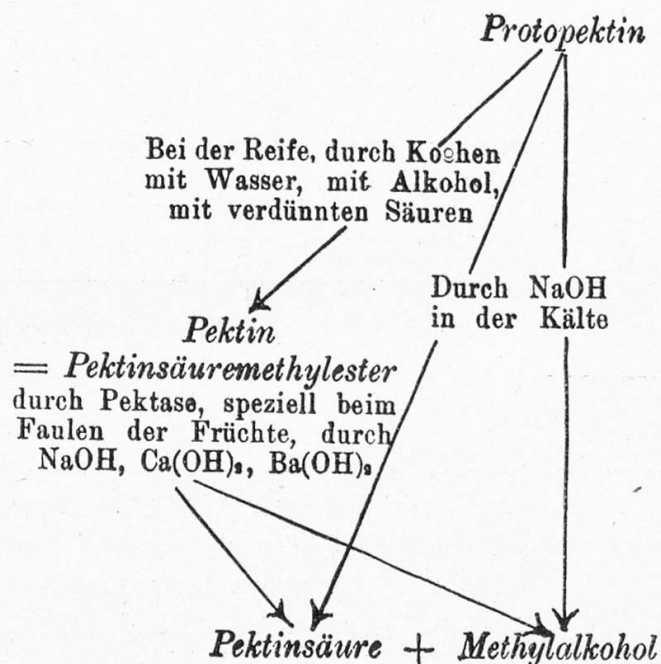 Protopektin
Bei der Reife, durch Kochen
mit Wasser, mit Alkohol,
mit verdünnten Säuren
Durch NaOH
in der Kälte
Pektin
= Pektinsäuremethylester
durch Pektase, speziell beim
Faulen der Früchte, durch
NaOH, Ca(OH)₂, Ba(OH)₂
Pektinsäure + Methylalkohol